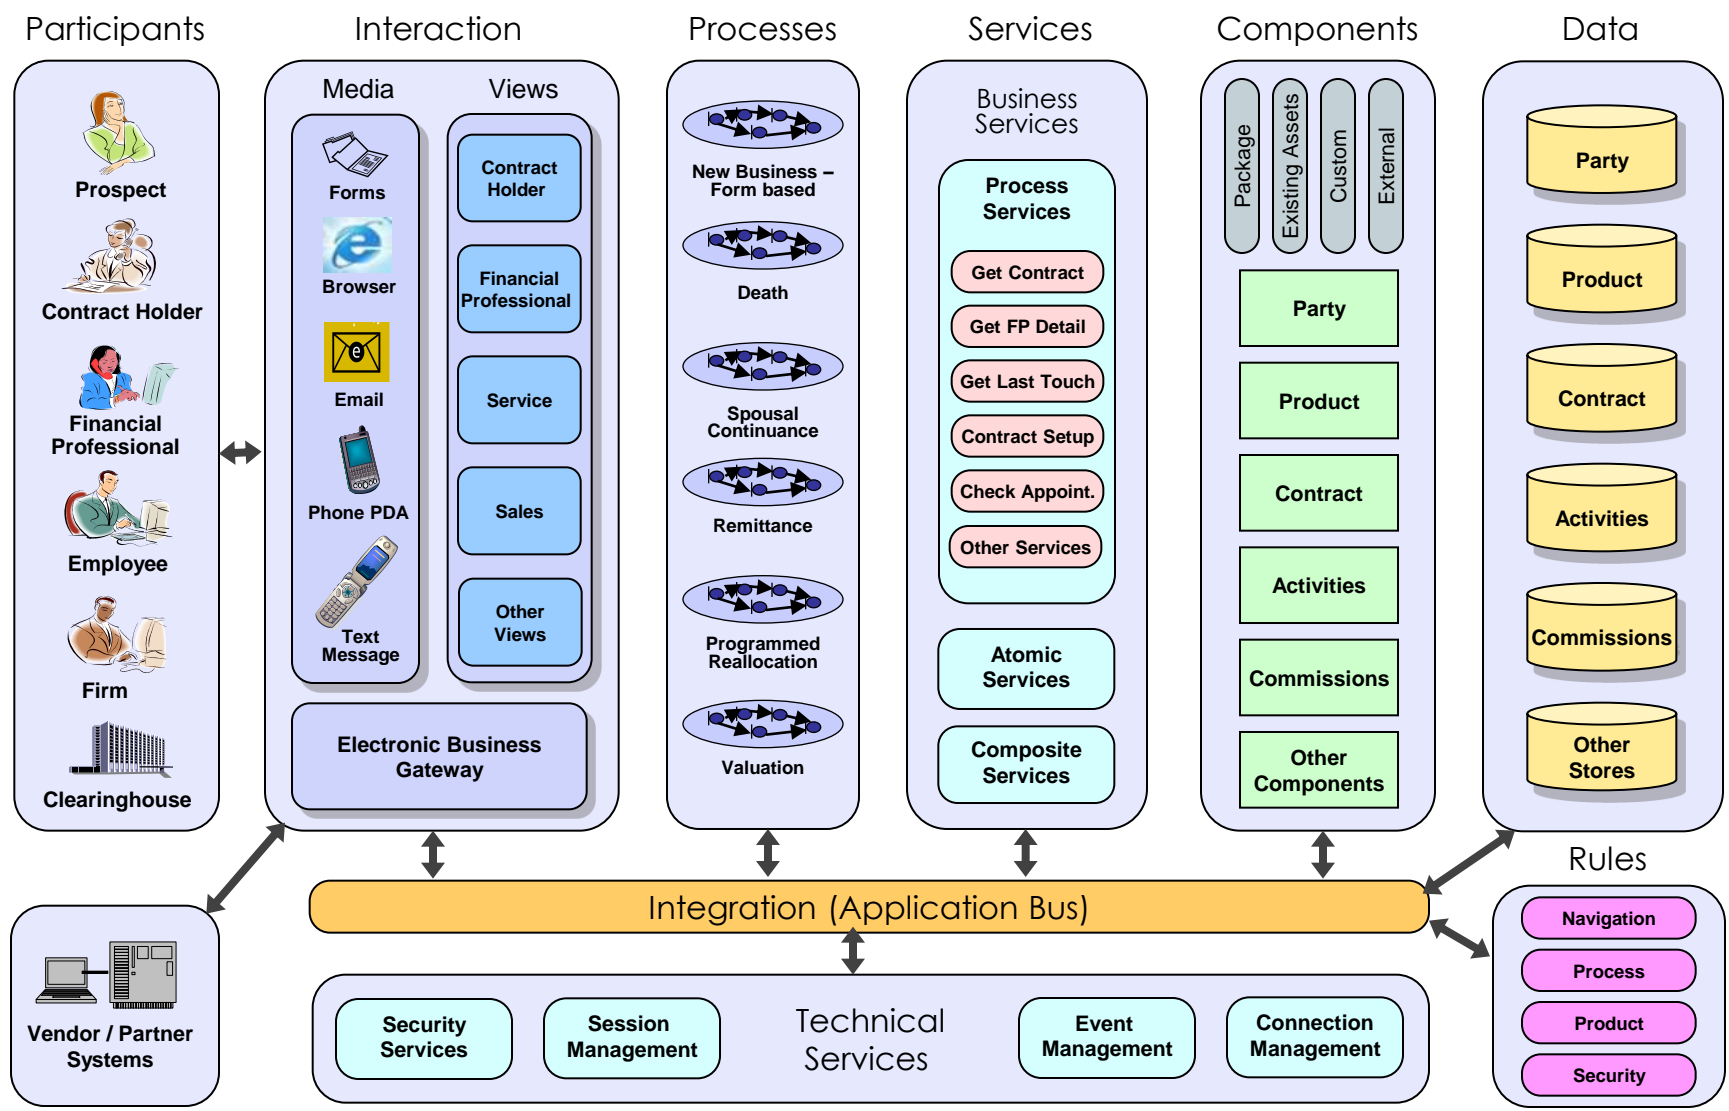 Participants
Interaction
Processes
Services
Components
Data
Prospect
Contract Holder
Financial
Professional
Employee
Firm
Clearinghouse
Media
Forms
Browser
Email
Phone PDA
Text
Message
Views
Contract
Holder
Financial
Professional
Service
Sales
Other
Views
Electronic Business
Gateway
New Business –
Form based
Death
Spousal
Continuance
Remittance
Programmed
Reallocation
Valuation
Business
Services
Process
Services
Get Contract
Get FP Detail
Get Last Touch
Contract Setup
Check Appoint.
Other Services
Atomic
Services
Composite
Services
Package
Existing Assets
Custom
External
Party
Product
Contract
Activities
Commissions
Other
Components
Party
Product
Contract
Activities
Commissions
Other
Stores
Integration (Application Bus)
Vendor / Partner
Systems
Security
Services
Session
Management
Technical
Services
Event
Management
Connection
Management
Rules
Navigation
Process
Product
Security